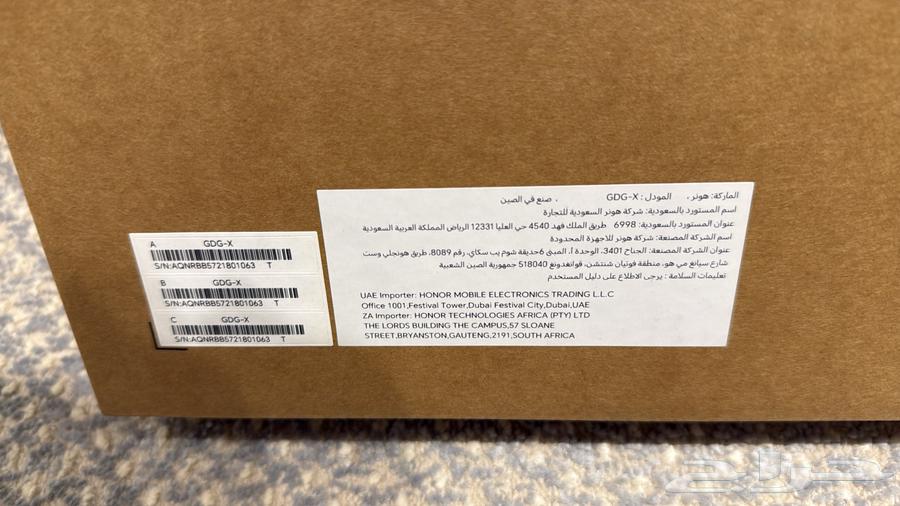 الماركة: هونر ، المودل : GDG-X ، صنع في الصين
اسم المستورد بالسعودية: شركة هونر السعودية للتجارة
عنوان المستورد بالسعودية: 6998 طريق الملك فهد 4540 حي العليا 12331 الرياض المملكة العربية السعودية
اسم الشركة المصنعة: شركة هونر للأجهزة المحدودة
عنوان الشركة المصنعة: الجناح 3401، الوحدة أ، المبنى 6حديقة شوم يب سكاي، رقم 8089، طريق هونجلي وست
شارع سيانغ مي هو، منطقة فوتيان شنتشن، قوانغدونغ 518040 جمهورية الصين الشعبية
تعليمات السلامة : يرجى الاطلاع على دليل المستخدم
UAE Importer: HONOR MOBILE ELECTRONICS TRADING L.L.C
Office 1001,Festival Tower,Dubai Festival City,Dubai,UAE
ZA Importer: HONOR TECHNOLOGIES AFRICA (PTY) LTD
THE LORDS BUILDING THE CAMPUS,57 SLOANE
STREET,BRYANSTON,GAUTENG,2191,SOUTH AFRICA
A GDG-X
S/N:AQNRBB5721801063 T
B GDG-X
S/N:AQNRBB5721801063 T
C GDG-X
S/N:AQNRBB5721801063 T
حراج